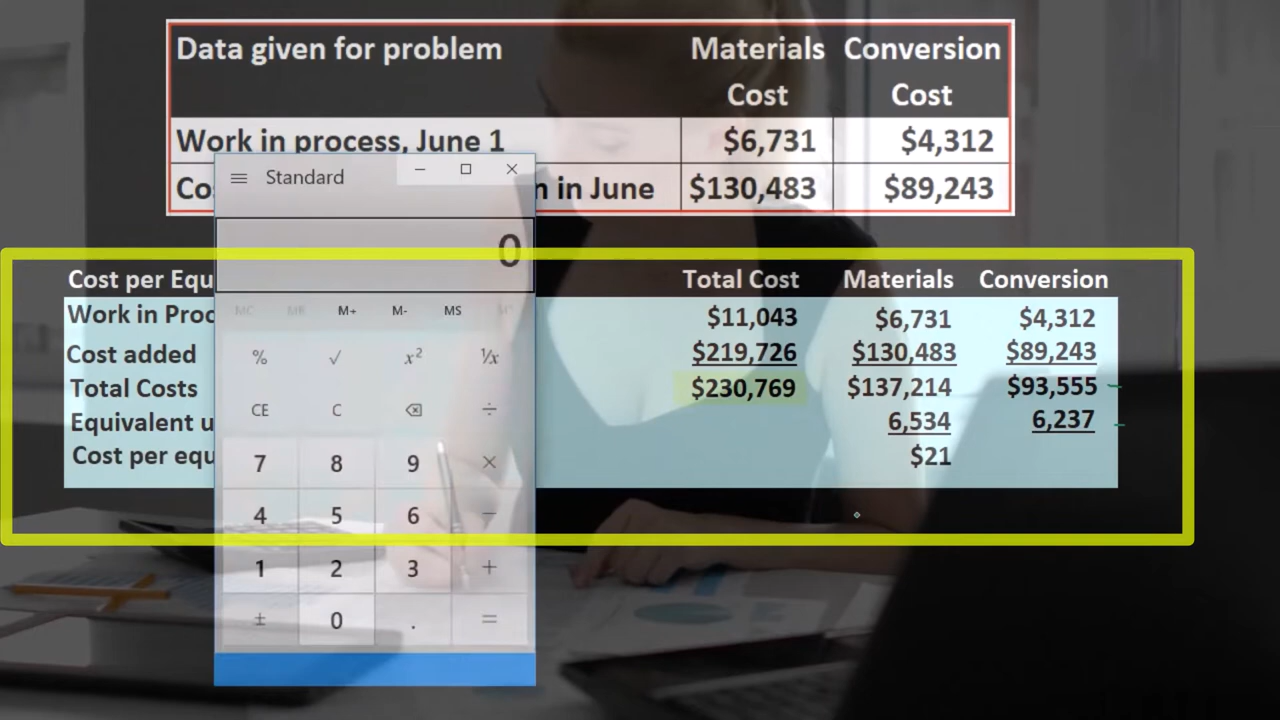 Data given for problem Materials Conversion
Cost Cost
Work in process, June 1 $6,731 $4,312
Co n in June $130,483 $89,243
Standard
0
Cost per Equ Total Cost Materials Conversion
Work in Proc $11,043 $6,731 $4,312
Cost added $219,726 $130,483 $89,243
Total Costs $230,769 $137,214 $93,555
Equivalent u 6,534 6,237
Cost per equ $21
MC MR M+ M- MS M
% √ x² ¹/x
CE C ÷
7 8 9 ×
4 5 6 −
1 2 3 +
± 0 . =